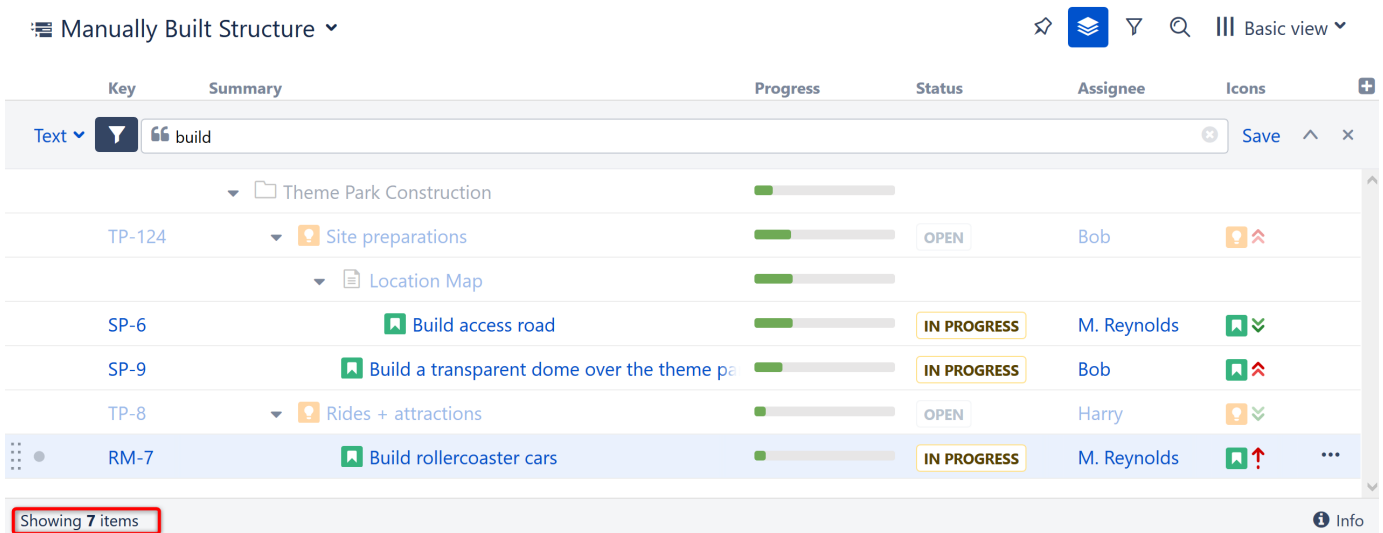 Manually Built Structure
Basic view
Key Summary Progress Status Assignee Icons
Text build Save
Theme Park Construction
TP-124 Site preparations OPEN Bob
Location Map
SP-6 Build access road IN PROGRESS M. Reynolds
SP-9 Build a transparent dome over the theme pa IN PROGRESS Bob
TP-8 Rides + attractions OPEN Harry
RM-7 Build rollercoaster cars IN PROGRESS M. Reynolds
Showing 7 items Info